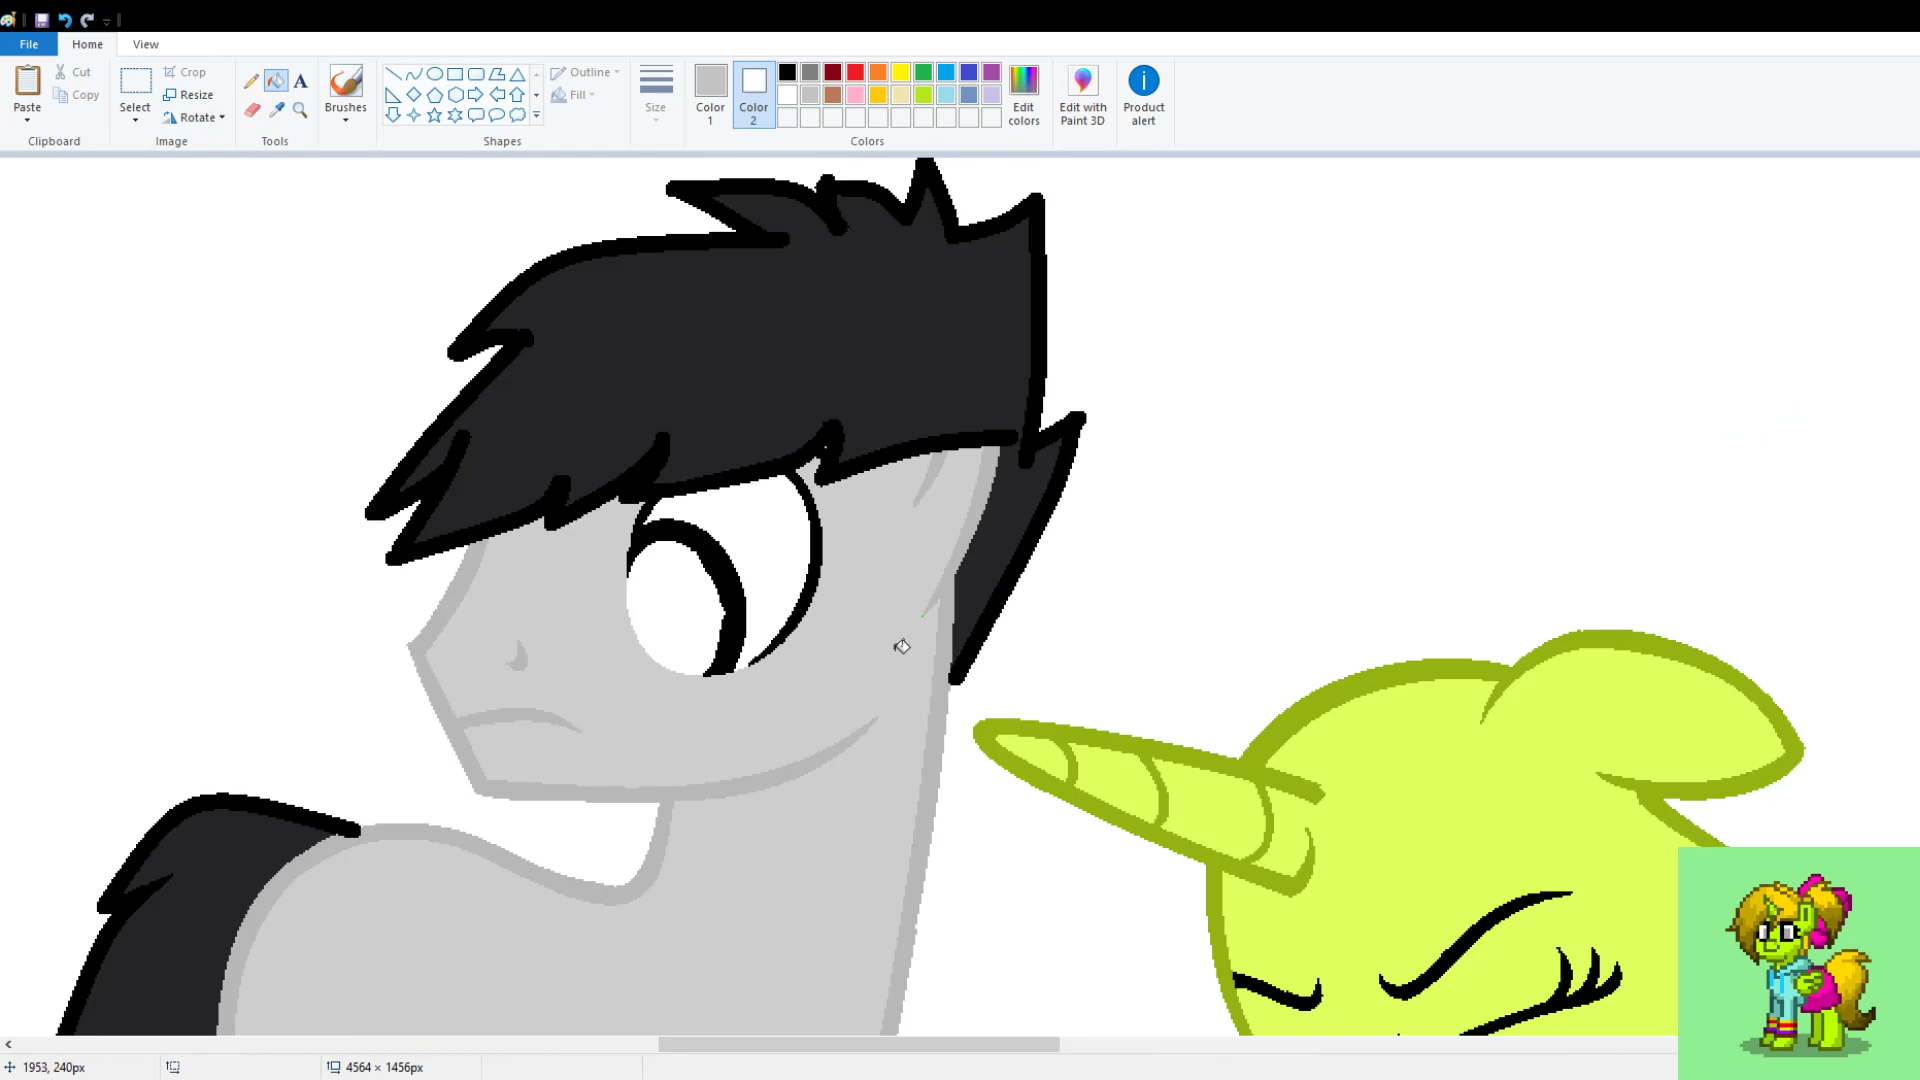 File Home View
Cut
Copy
Paste
Clipboard
Crop
Resize
Rotate
Select
Image
A
Tools
Brushes
Outline
Fill
Shapes
Size
Color 1
Color 2
Edit colors
Colors
Edit with Paint 3D
Product alert
1953, 240px
4564 × 1456px